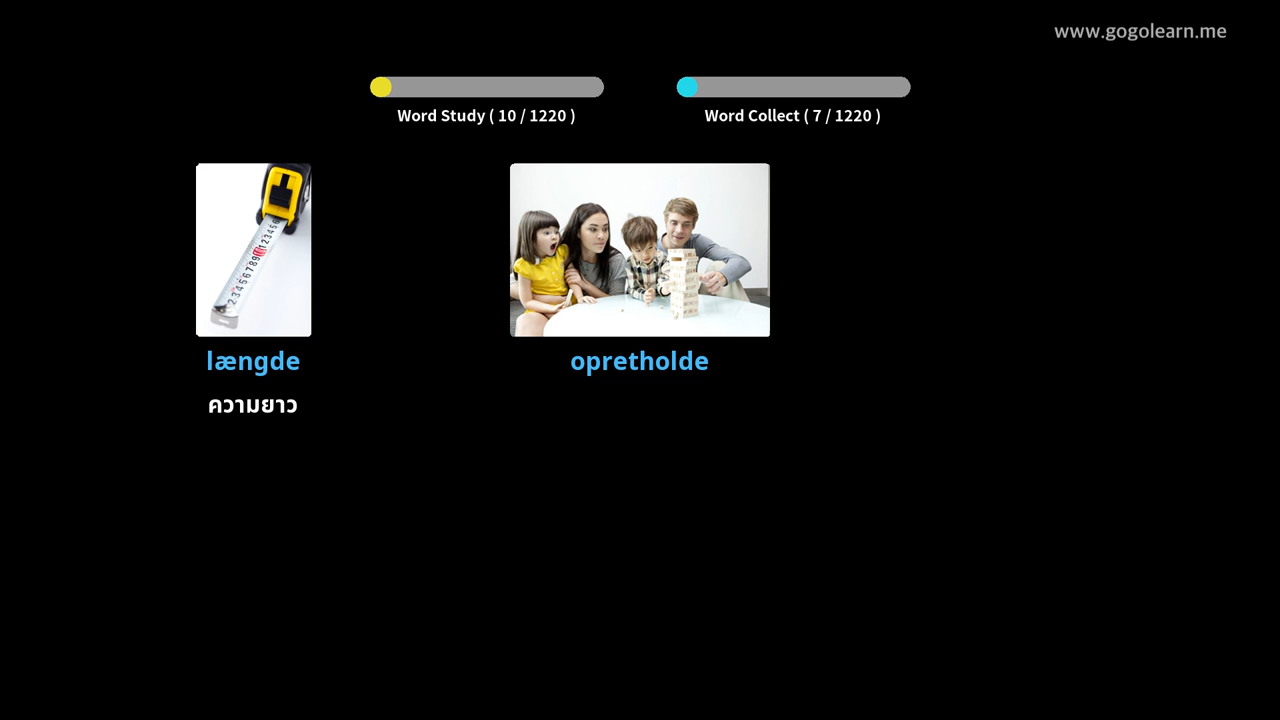 www.gogolearn.me
Word Study ( 10 / 1220 )
Word Collect ( 7 / 1220 )
længde
opretholde
ความยาว